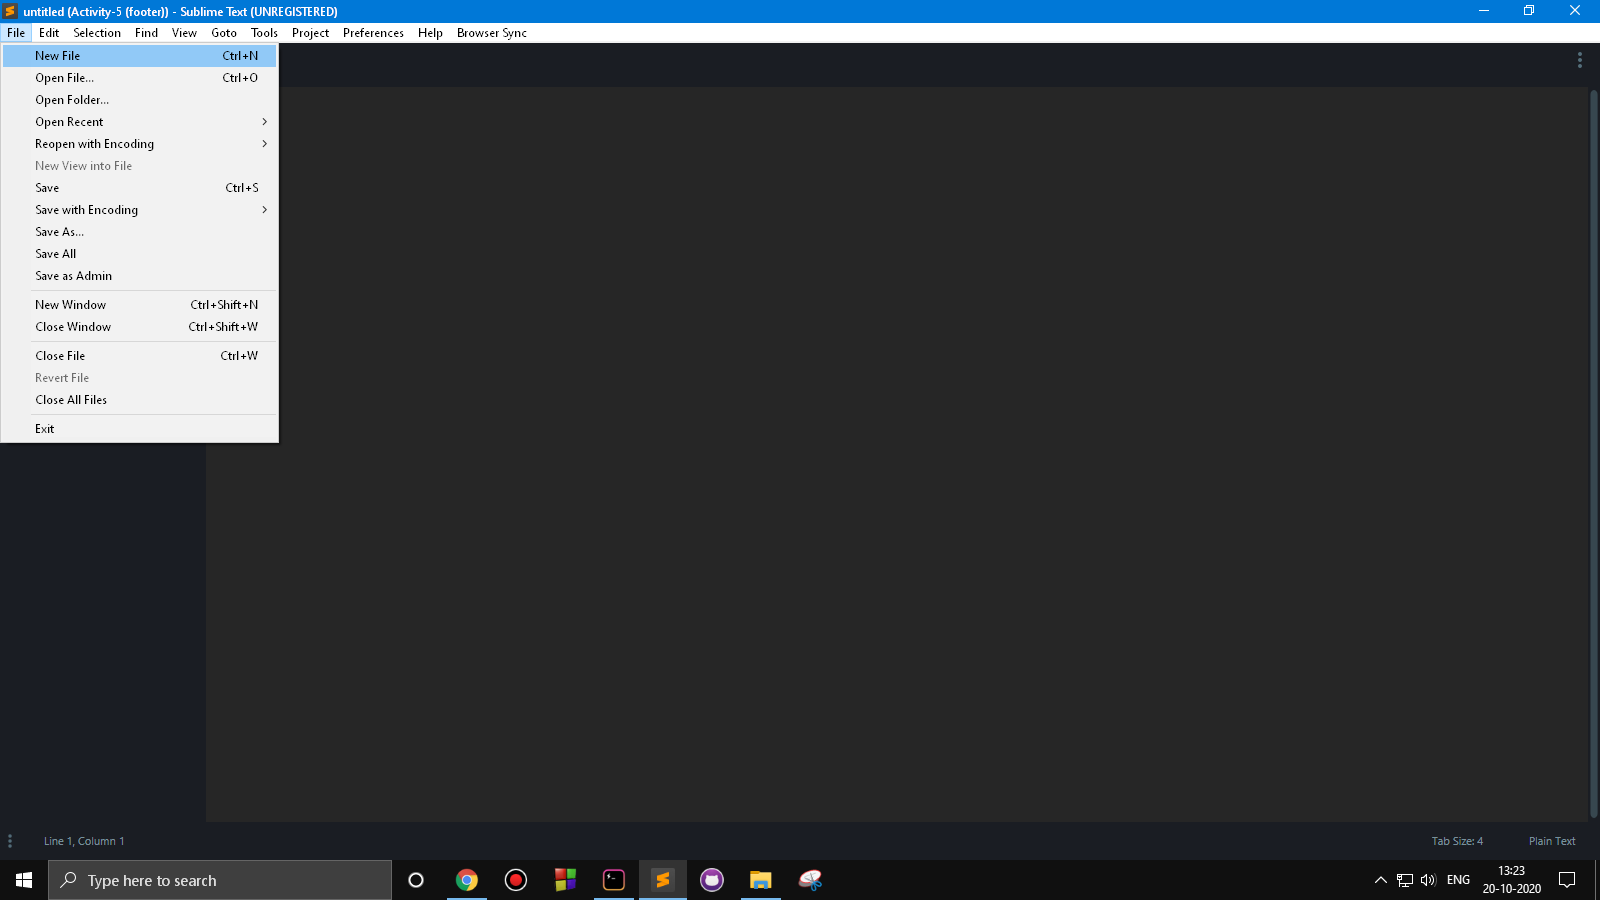 untitled (Activity-5 (footer)) - Sublime Text (UNREGISTERED)
File Edit Selection Find View Goto Tools Project Preferences Help Browser Sync
New File Ctrl+N
Open File... Ctrl+O
Open Folder...
Open Recent
Reopen with Encoding
New View into File
Save Ctrl+S
Save with Encoding
Save As...
Save All
Save as Admin
New Window Ctrl+Shift+N
Close Window Ctrl+Shift+W
Close File Ctrl+W
Revert File
Close All Files
Exit
Line 1, Column 1 Tab Size: 4 Plain Text
Type here to search ENG 13:23
20-10-2020